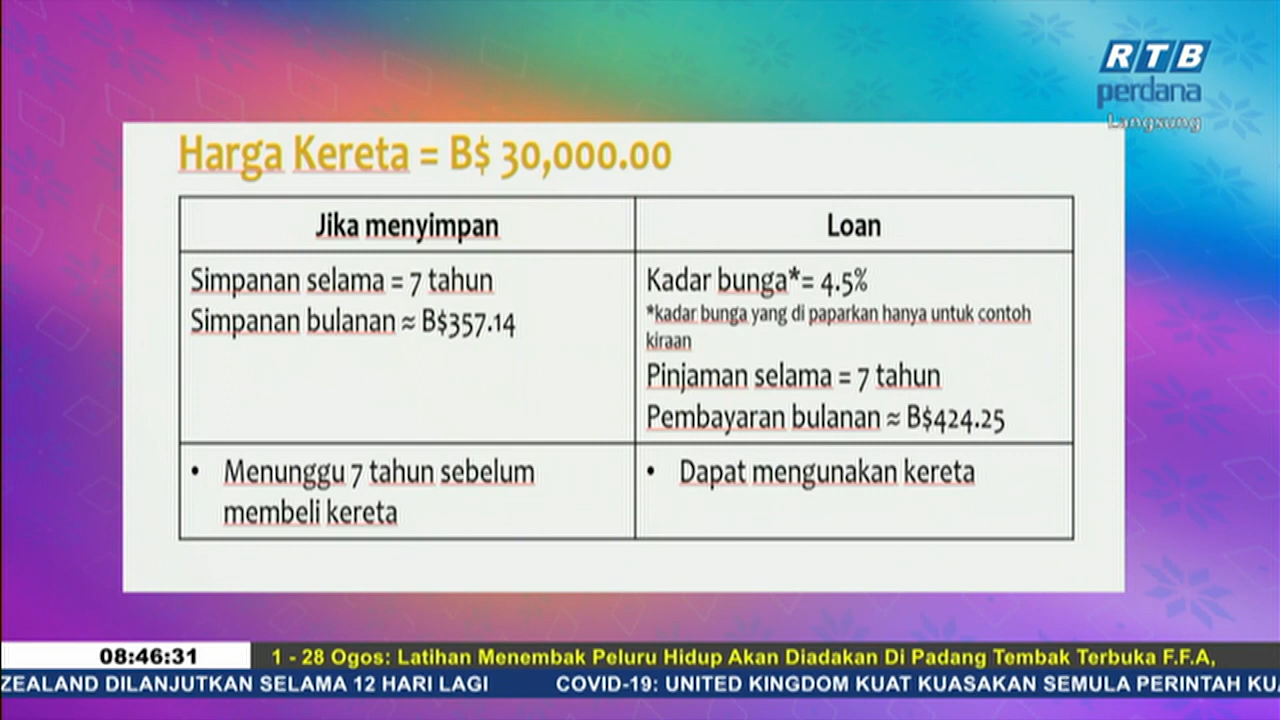 RTB
perdana
Langsung
Harga Kereta = B$ 30,000.00
Jika menyimpan
Loan
Simpanan selama = 7 tahun
Simpanan bulanan ≈ B$357.14
Kadar bunga*= 4.5%
*kadar bunga yang di paparkan hanya untuk contoh
kiraan
Pinjaman selama = 7 tahun
Pembayaran bulanan ≈ B$424.25
• Menunggu 7 tahun sebelum
membeli kereta
• Dapat mengunakan kereta
08:46:31
1 - 28 Ogos: Latihan Menembak Peluru Hidup Akan Diadakan Di Padang Tembak Terbuka F.F.A,
ZEALAND DILANJUTKAN SELAMA 12 HARI LAGI COVID-19: UNITED KINGDOM KUAT KUASAKAN SEMULA PERINTAH KU